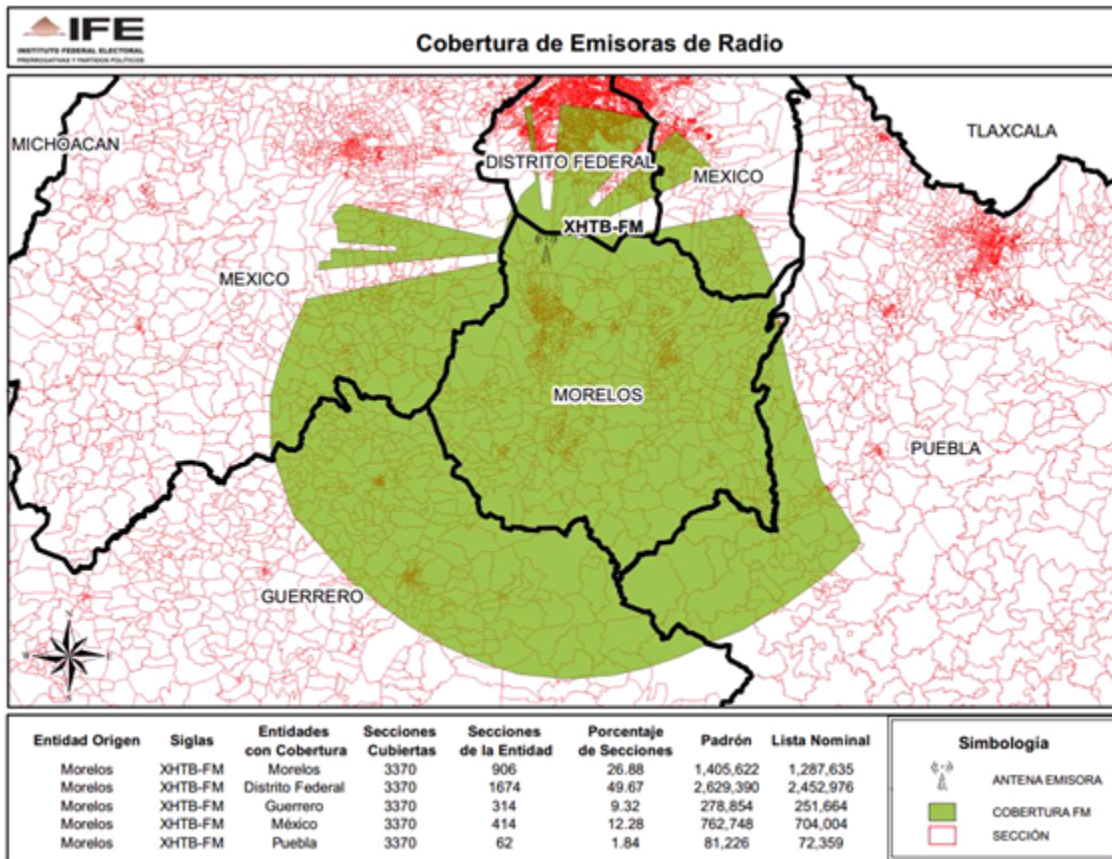 IFE
INSTITUTO FEDERAL ELECTORAL
PRERROGATIVAS Y PARTIDOS POLÍTICOS
Cobertura de Emisoras de Radio
MICHOACAN
TLAXCALA
DISTRITO FEDERAL
MEXICO
XHTB-FM
MEXICO
MORELOS
PUEBLA
GUERRERO
Entidad Origen Siglas Entidades con Cobertura Secciones Cubiertas Secciones de la Entidad Porcentaje de Secciones Padrón Lista Nominal
Morelos XHTB-FM Morelos 3370 906 26.88 1,405,622 1,287,635
Morelos XHTB-FM Distrito Federal 3370 1674 49.67 2,629,390 2,452,976
Morelos XHTB-FM Guerrero 3370 314 9.32 278,854 251,664
Morelos XHTB-FM México 3370 414 12.28 762,748 704,004
Morelos XHTB-FM Puebla 3370 62 1.84 81,226 72,359
Simbología
ANTENA EMISORA
COBERTURA FM
SECCIÓN